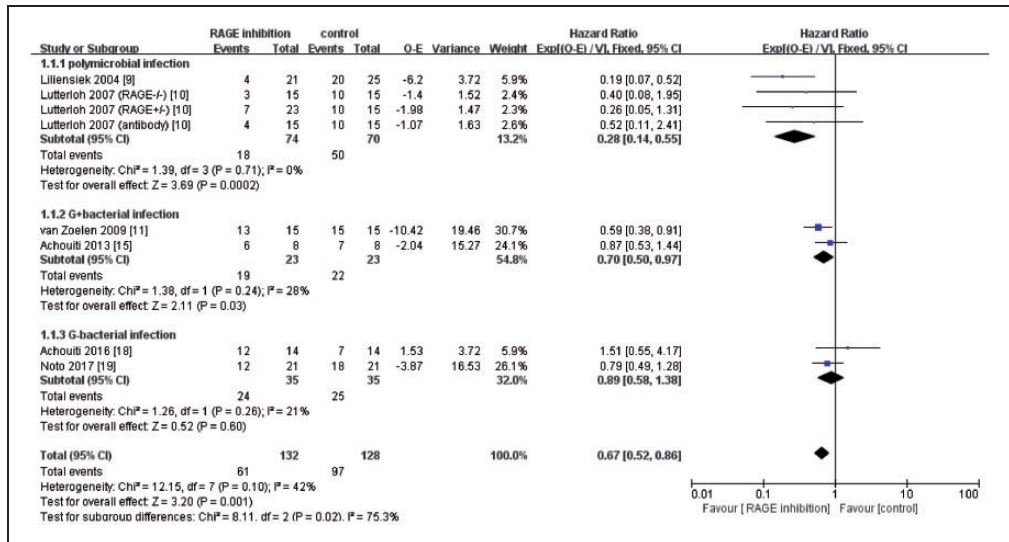 RAGE inhibition control Hazard Ratio Hazard Ratio
Study or Subgroup Events Total Events Total O-E Variance Weight Exp[(O-E) / V], Fixed, 95% CI Exp[(O-E) / V], Fixed, 95% CI
1.1.1 polymicrobial infection
Liliensiek 2004 [9] 4 21 20 25 -6.2 3.72 5.9% 0.19 [0.07, 0.52]
Lutterloh 2007 (RAGE-/-) [10] 3 15 10 15 -1.4 1.52 2.4% 0.40 [0.08, 1.95]
Lutterloh 2007 (RAGE+/-) [10] 7 23 10 15 -1.98 1.47 2.3% 0.26 [0.05, 1.31]
Lutterloh 2007 (antibody) [10] 4 15 10 15 -1.07 1.63 2.6% 0.52 [0.11, 2.41]
Subtotal (95% CI) 74 70 13.2% 0.28 [0.14, 0.55]
Total events 18 50
Heterogeneity: Chi² = 1.39, df = 3 (P = 0.71); I² = 0%
Test for overall effect: Z = 3.69 (P = 0.0002)
1.1.2 G+bacterial infection
van Zoelen 2009 [11] 13 15 15 15 -10.42 19.46 30.7% 0.59 [0.38, 0.91]
Achouiti 2013 [15] 6 8 7 8 -2.04 15.27 24.1% 0.87 [0.53, 1.44]
Subtotal (95% CI) 23 23 54.8% 0.70 [0.50, 0.97]
Total events 19 22
Heterogeneity: Chi² = 1.38, df = 1 (P = 0.24); I² = 28%
Test for overall effect: Z = 2.11 (P = 0.03)
1.1.3 G-bacterial infection
Achouiti 2016 [18] 12 14 7 14 1.53 3.72 5.9% 1.51 [0.55, 4.17]
Noto 2017 [19] 12 21 18 21 -3.87 16.53 26.1% 0.79 [0.49, 1.28]
Subtotal (95% CI) 35 35 32.0% 0.89 [0.58, 1.38]
Total events 24 25
Heterogeneity: Chi² = 1.26, df = 1 (P = 0.26); I² = 21%
Test for overall effect: Z = 0.52 (P = 0.60)
Total (95% CI) 132 128 100.0% 0.67 [0.52, 0.86]
Total events 61 97
Heterogeneity: Chi² = 12.15, df = 7 (P = 0.10); I² = 42%
Test for overall effect: Z = 3.20 (P = 0.001)
Test for subgroup differences: Chi² = 8.11, df = 2 (P = 0.02), I² = 75.3%
0.01 0.1 1 10 100
Favour [RAGE inhibition] Favour [control]